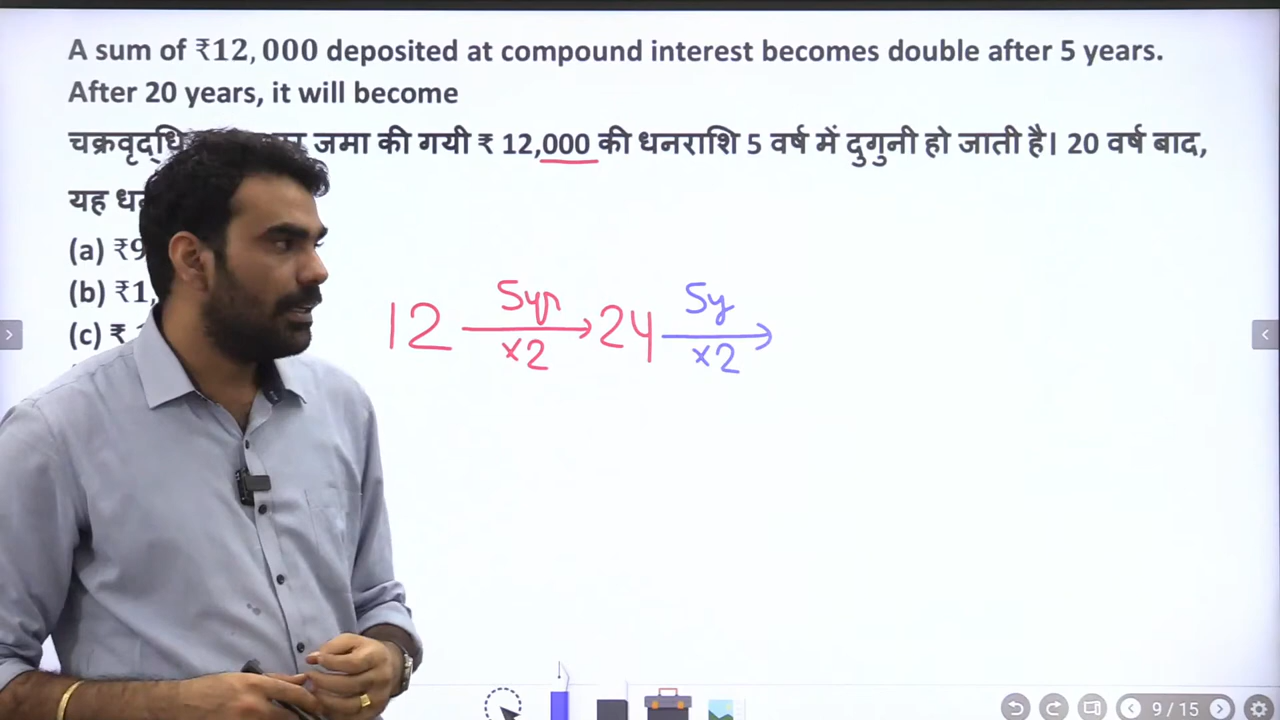 A sum of ₹12,000 deposited at compound interest becomes double after 5 years.
After 20 years, it will become
जमा की गयी ₹ 12,000 की धनराशि 5 वर्ष में दुगुनी हो जाती है। 20 वर्ष बाद,
यह
(a) ₹9
(b) ₹1,
(c) ₹
12 5yr ×2 24 5y ×2
9 / 15